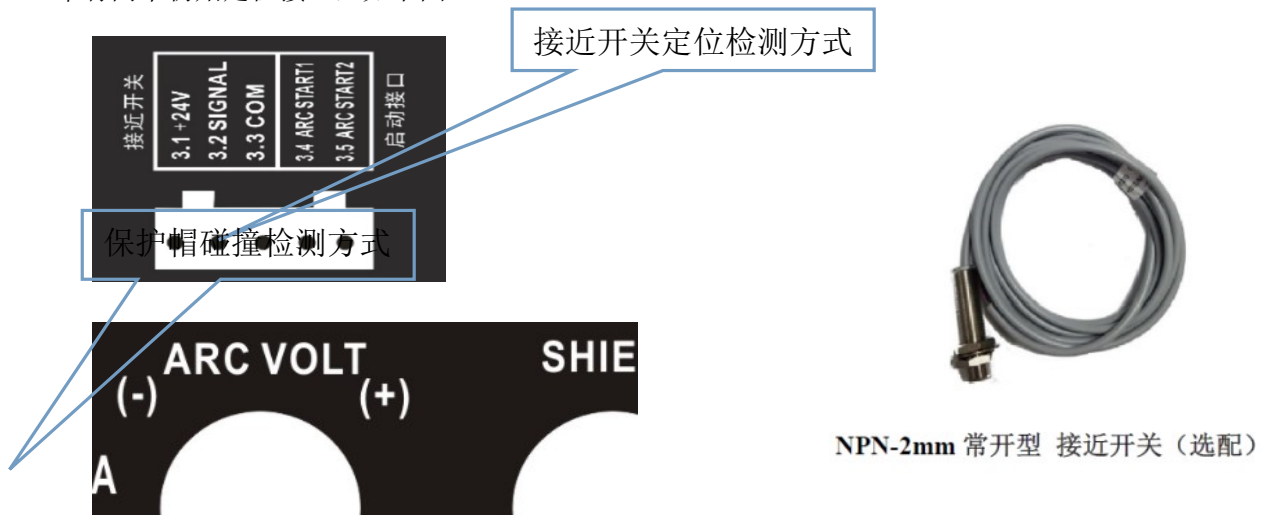 接近开关定位检测方式
接近开关
3.1 +24V
3.2 SIGNAL
3.3 COM
3.4 ARC START1
3.5 ARC START2
启动接口
保护帽碰撞检测方式
ARC VOLT
(-)
(+)
SHIE
A
NPN-2mm 常开型 接近开关（选配）